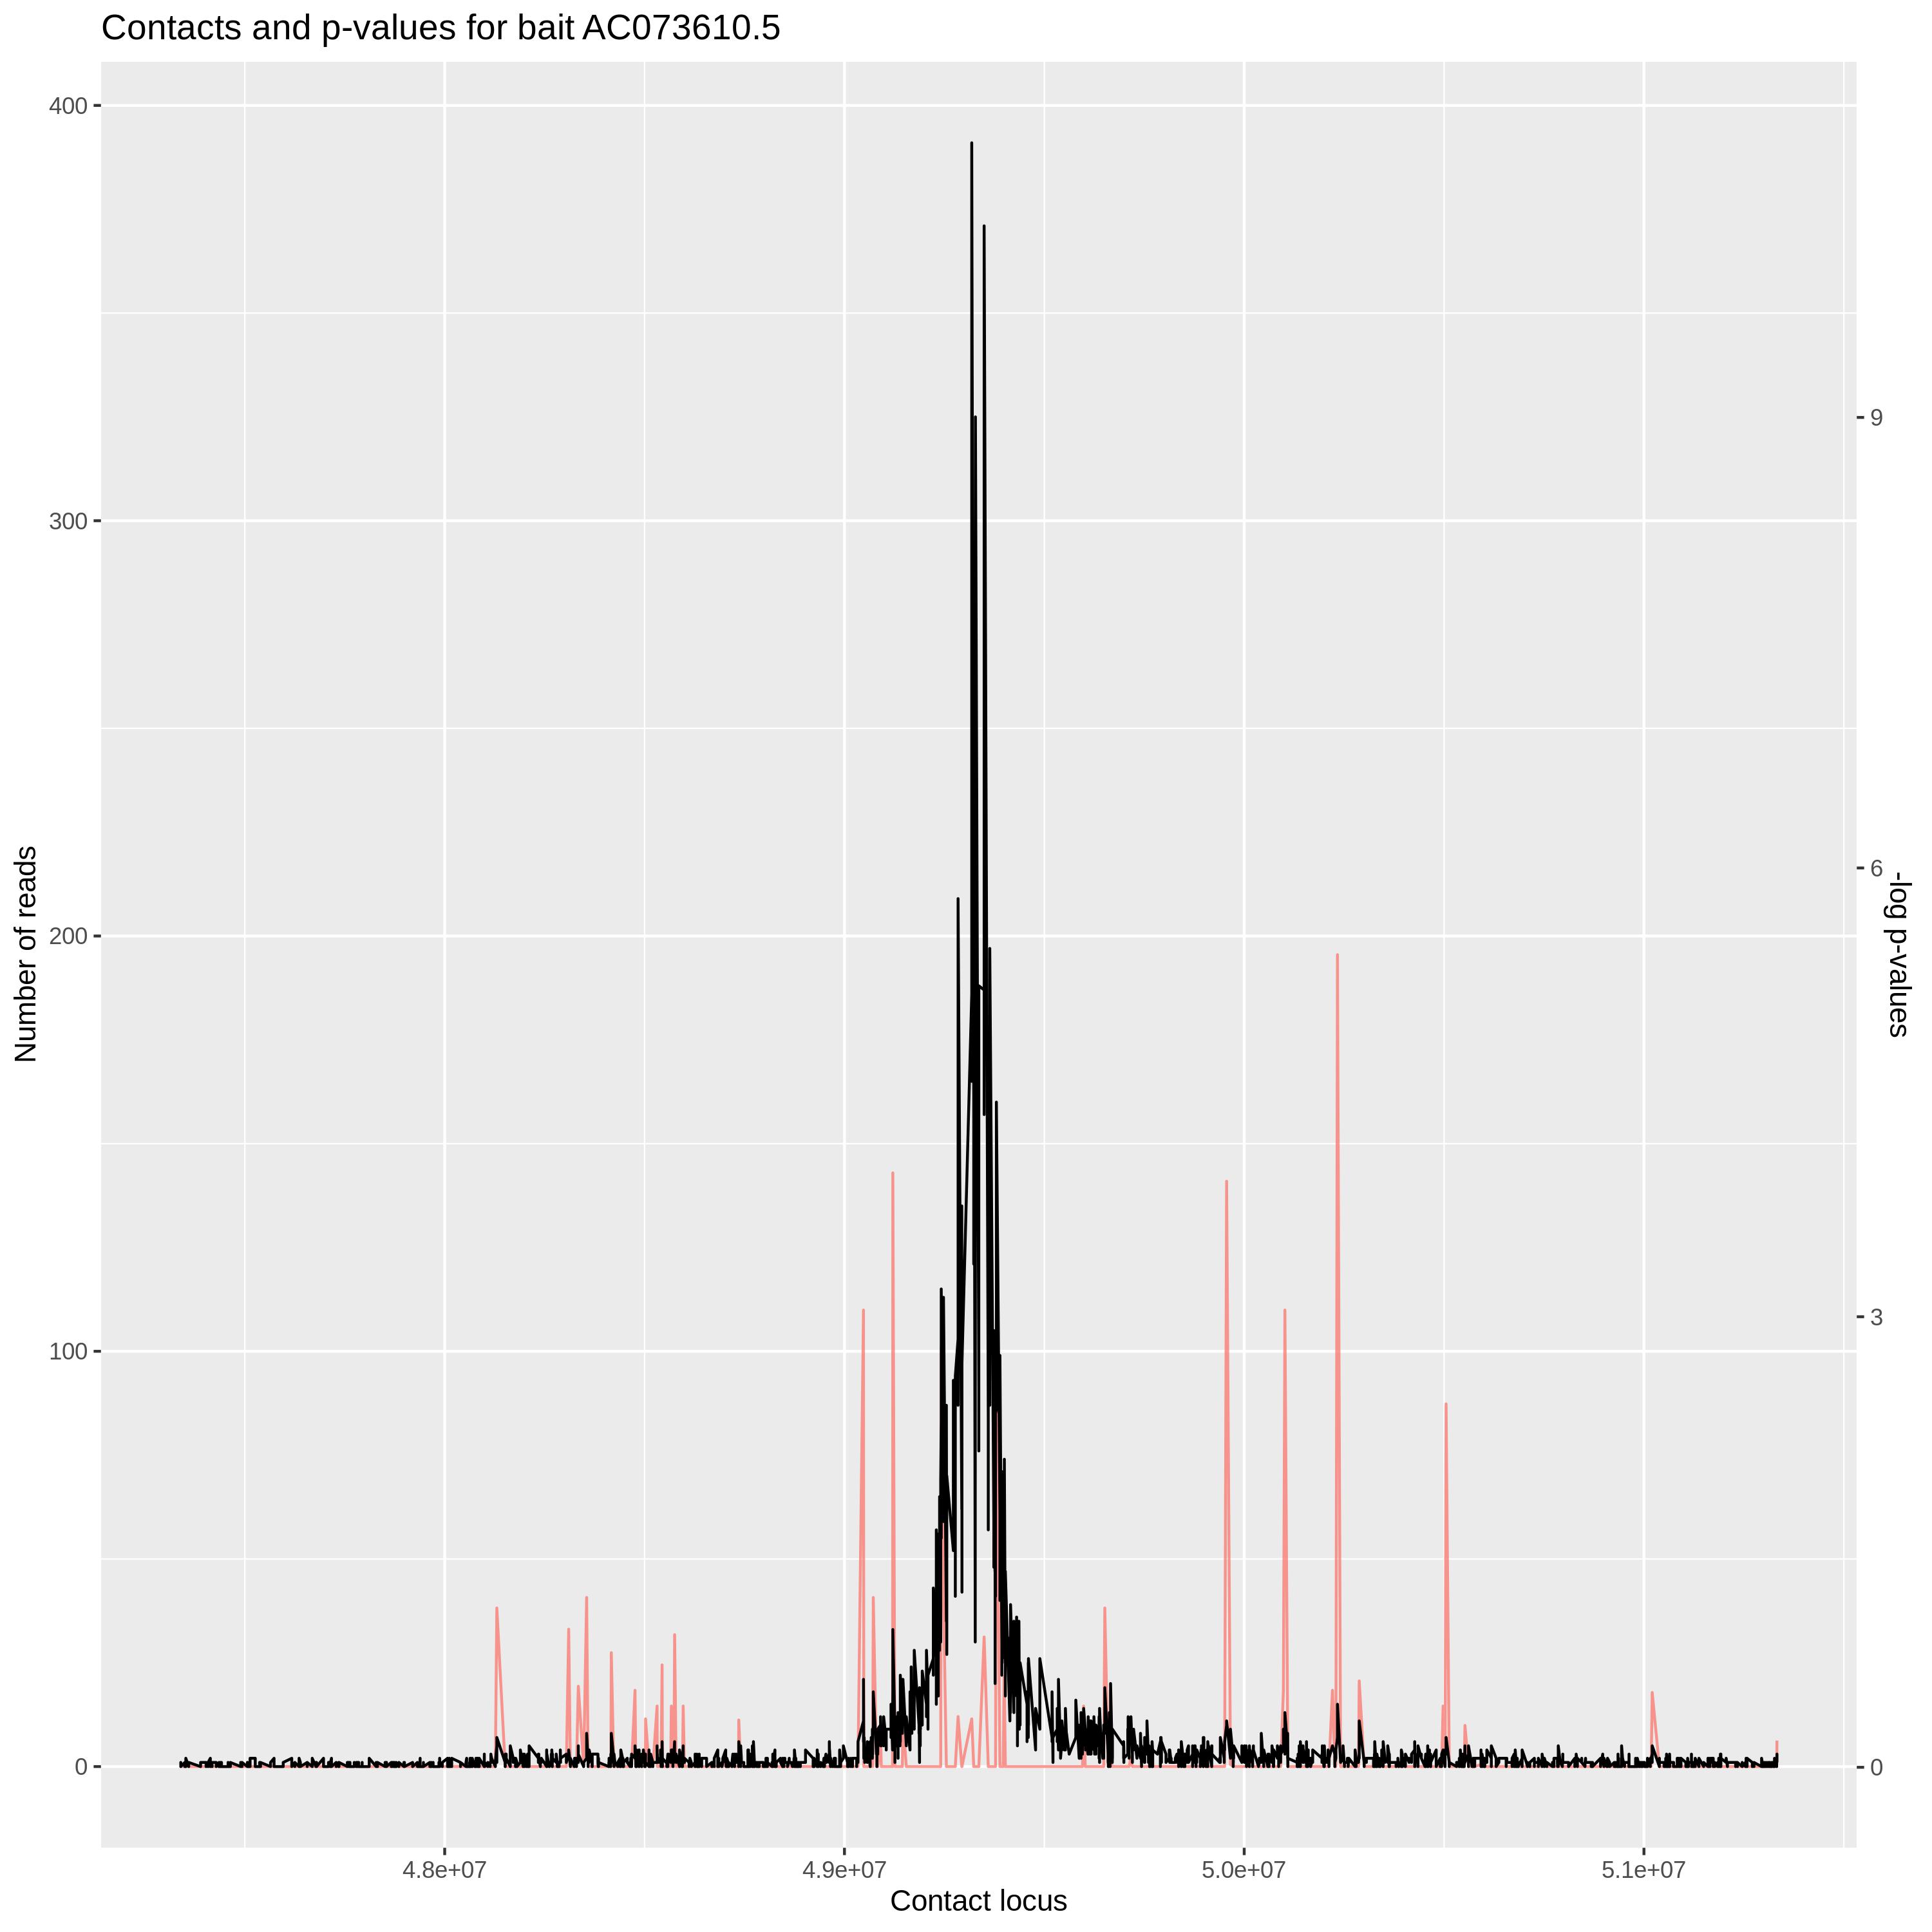 Contacts and p-values for bait AC073610.5
400
300
200
100
0
Number of reads
9
6
3
0
-log p-values
4.8e+07
4.9e+07
5.0e+07
5.1e+07
Contact locus